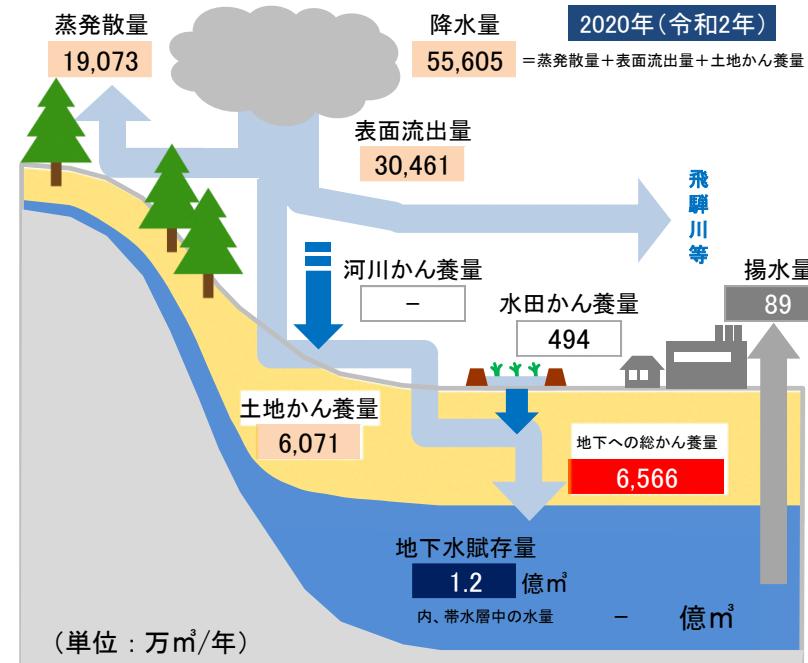 蒸発散量
19,073
降水量
55,605
2020年(令和2年)
=蒸発散量+表面流出量+土地かん養量
表面流出量
30,461
飛騨川等
河川かん養量
-
水田かん養量
494
揚水量
89
土地かん養量
6,071
地下への総かん養量
6,566
地下水賦存量
1.2 億㎥
内、帯水層中の水量 - 億㎥
(単位:万㎥/年)